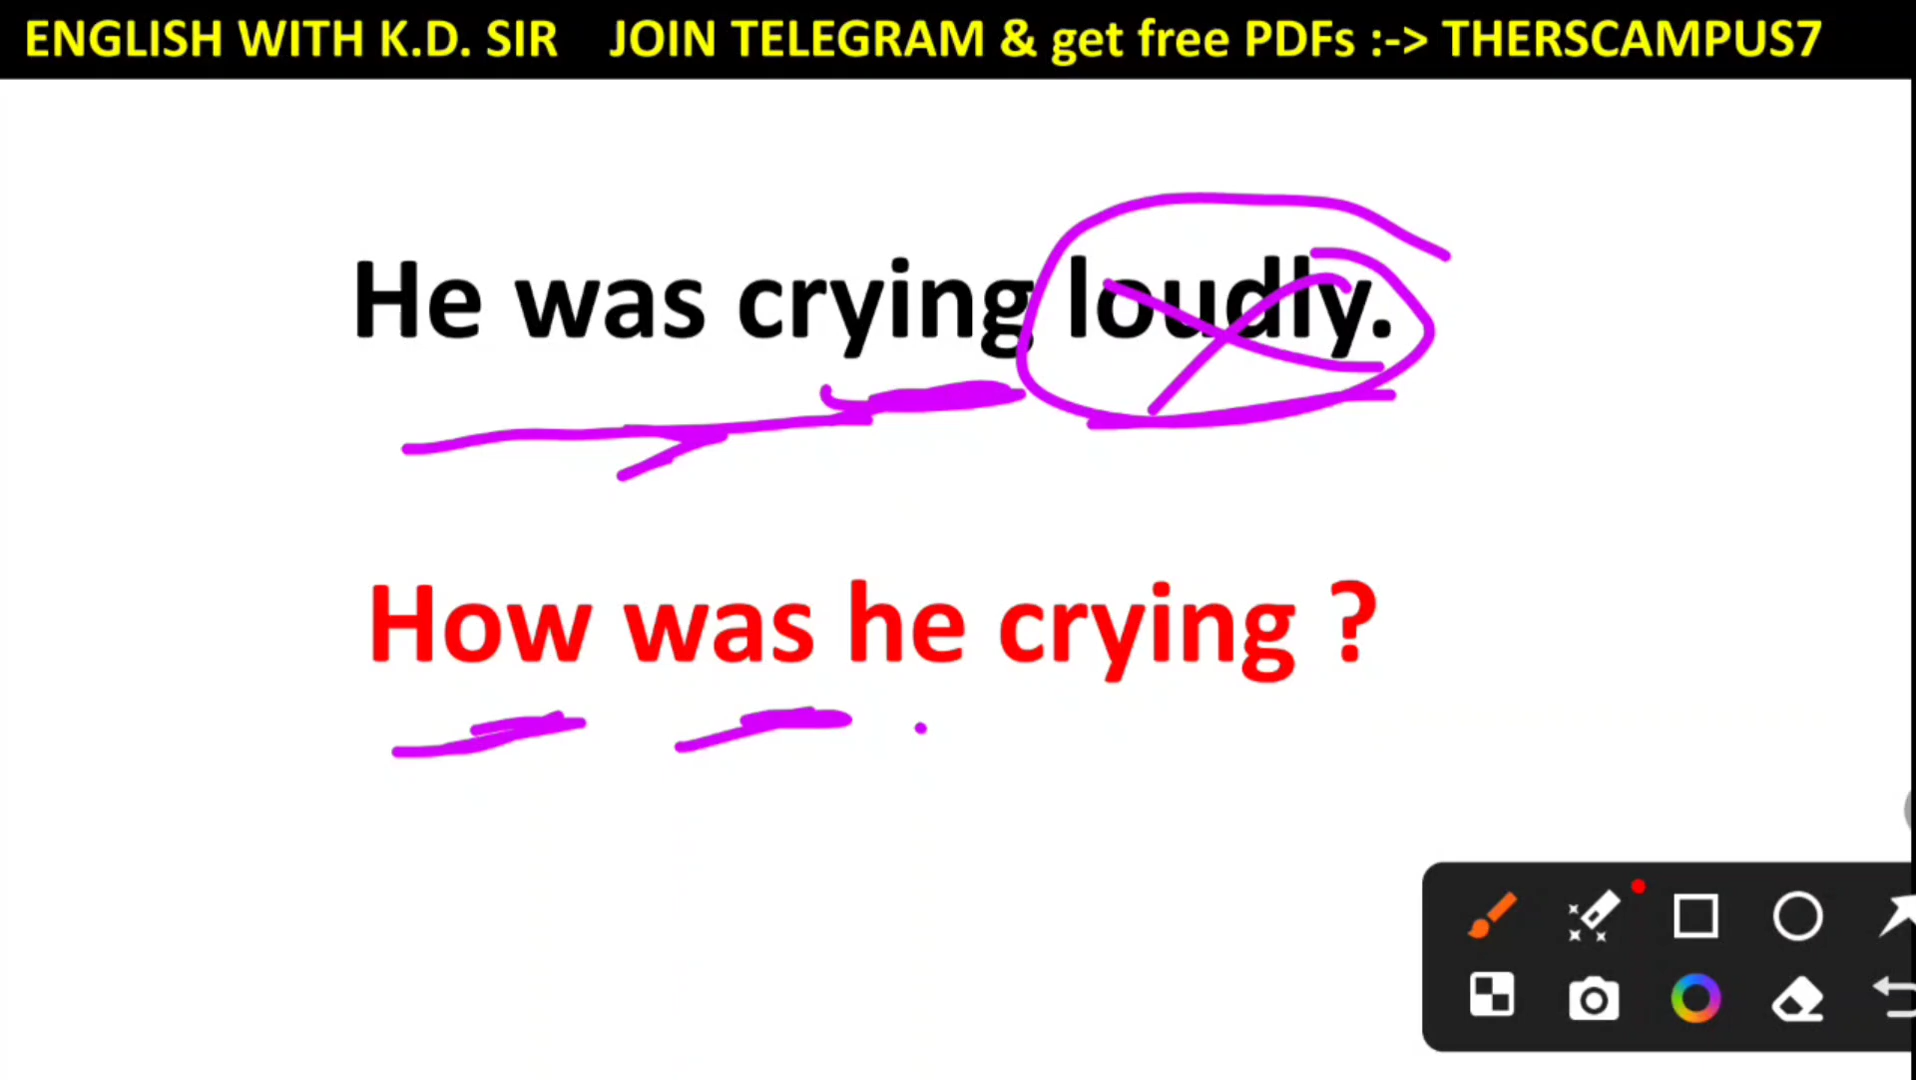 ENGLISH WITH K.D. SIR JOIN TELEGRAM & get free PDFs :-> THERSCAMPUS7
He was crying loudly.
How was he crying ?